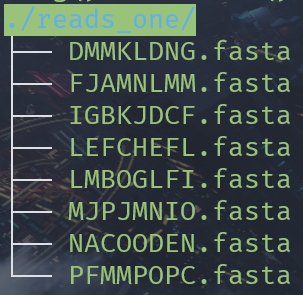 ./reads_one/
├── DMMKLDNG.fasta
├── FJAMNLMM.fasta
├── IGBKJDCF.fasta
├── LEFCHEFL.fasta
├── LMBOGLFI.fasta
├── MJPJMNIO.fasta
├── NACOODEN.fasta
└── PFMMPOPC.fasta